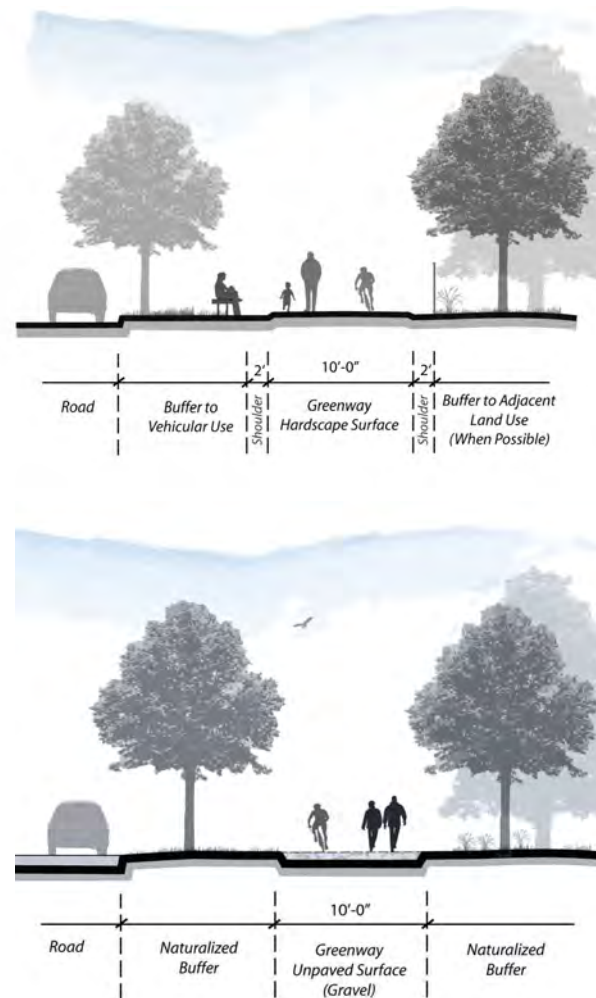 2' 10'-0" 2'
Road
Buffer to
Vehicular Use
Shoulder
Greenway
Hardscape Surface
Shoulder
Buffer to Adjacent
Land Use
(When Possible)
10'-0"
Road
Naturalized
Buffer
Greenway
Unpaved Surface
(Gravel)
Naturalized
Buffer